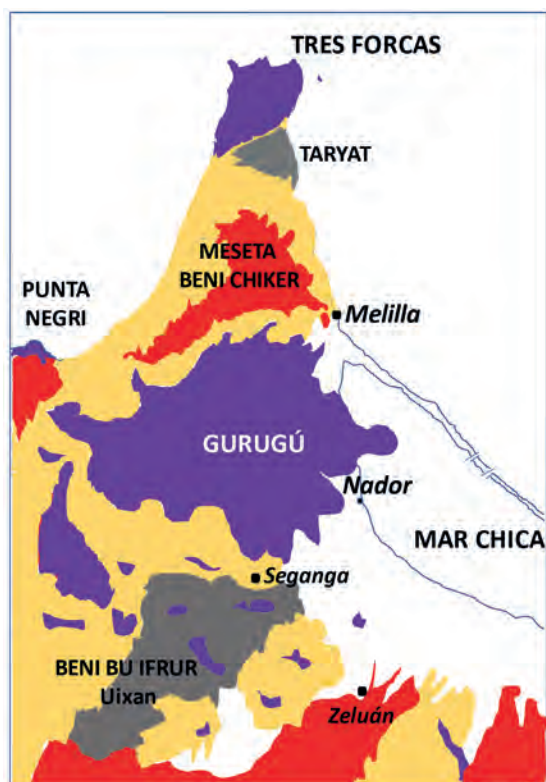 TRES FORCAS
TARYAT
MESETA
BENI CHIKER
PUNTA
NEGRI
Melilla
GURUGÚ
Nador
MAR CHICA
Seganga
BENI BU IFRUR
Uixan
Zeluán